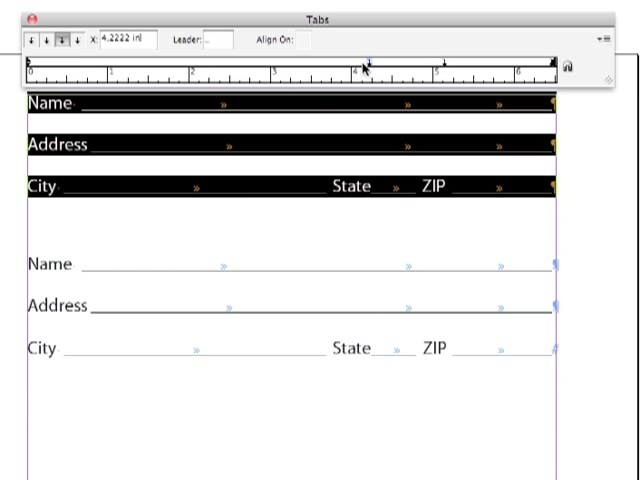 Tabs
X: 4.2222 in Leader: _ Align On:
0 1 2 3 4 5 6
Name » » » ¶
Address » » » ¶
City » State » ZIP » ¶
Name » » » ¶
Address » » » ¶
City » State » ZIP » #